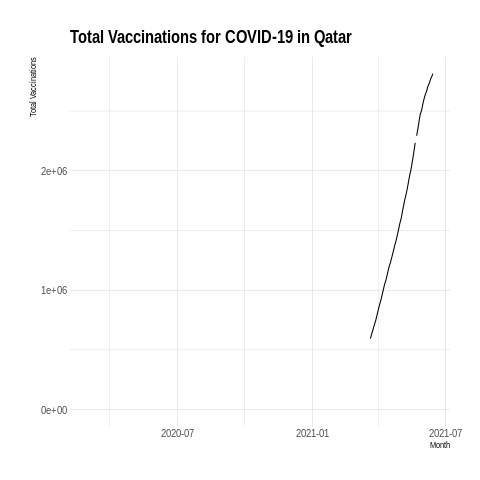 Total Vaccinations for COVID-19 in Qatar
Total Vaccinations
2e+06
1e+06
0e+00
2020-07 2021-01 2021-07
Month